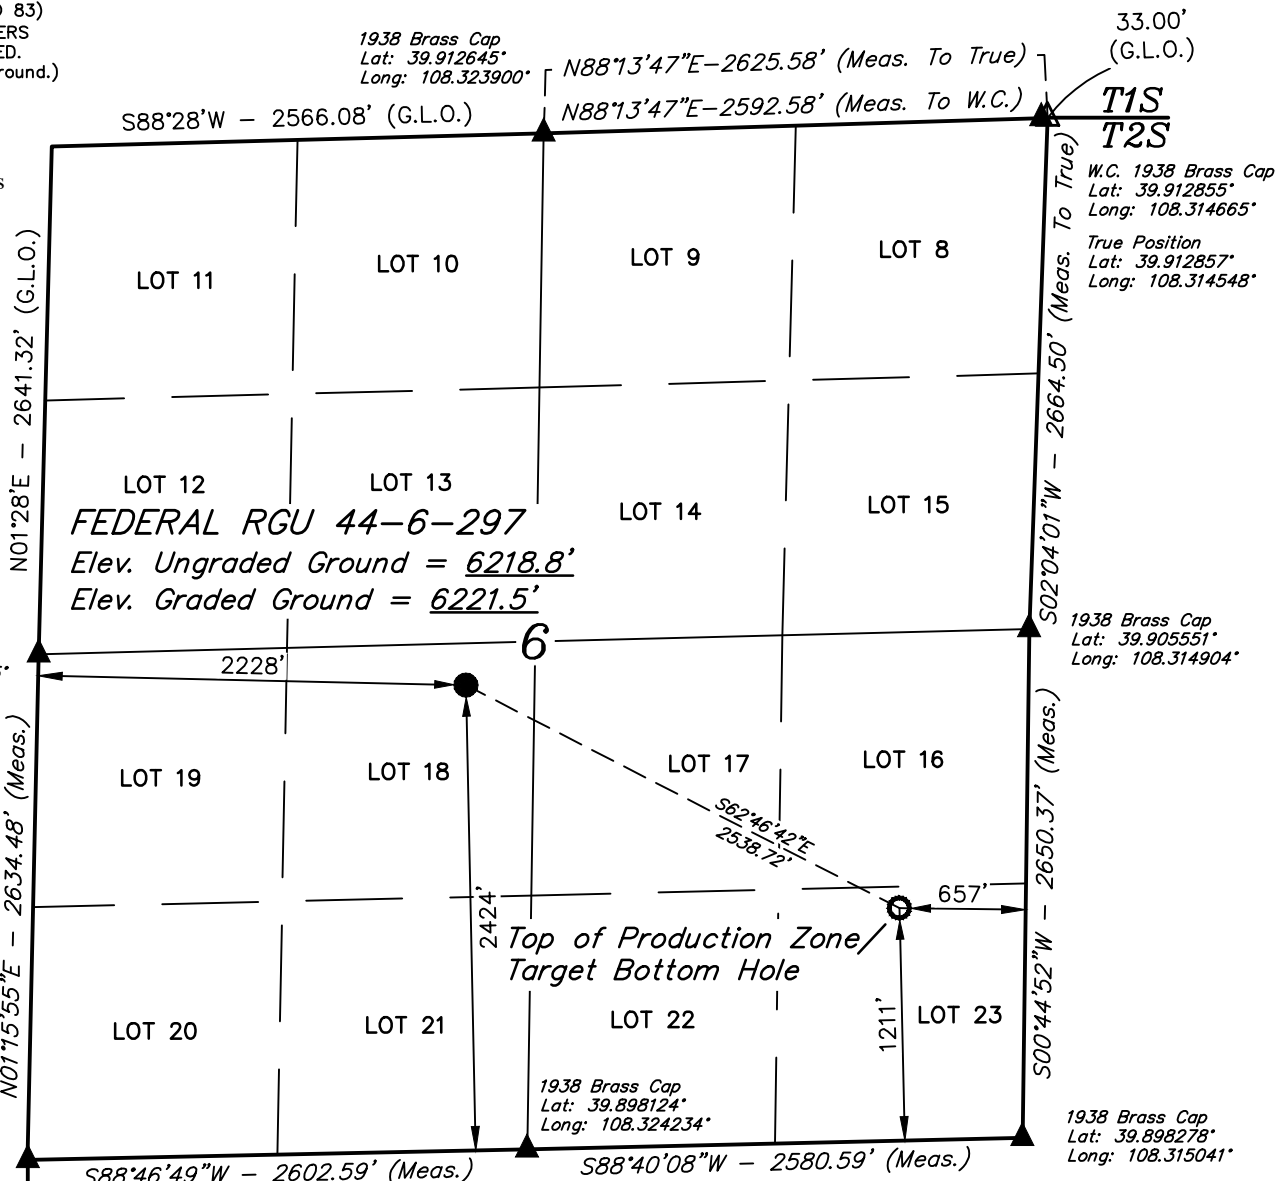 83)
ERS
ED.
round.)
1938 Brass Cap
Lat: 39.912645°
Long: 108.323900°
N88°13'47"E-2625.58' (Meas. To True)
33.00'
(G.L.O.)
S88°28'W - 2566.08' (G.L.O.)
N88°13'47"E-2592.58' (Meas. To W.C.)
T1S
T2S
W.C. 1938 Brass Cap
Lat: 39.912855°
Long: 108.314665°
True Position
Lat: 39.912857°
Long: 108.314548°
s
N01°28'E - 2641.32' (G.L.O.)
LOT 11
LOT 10
LOT 9
LOT 8
S02°04'01"W - 2664.50' (Meas. To True)
LOT 12
LOT 13
LOT 14
LOT 15
FEDERAL RGU 44-6-297
Elev. Ungraded Ground = 6218.8'
Elev. Graded Ground = 6221.5'
6
1938 Brass Cap
Lat: 39.905551°
Long: 108.314904°
2228'
N01°15'55"E - 2634.48' (Meas.)
LOT 19
LOT 18
LOT 17
LOT 16
S62°46'42"E
2538.72'
S00°44'52"W - 2650.37' (Meas.)
657'
2424'
Top of Production Zone/
Target Bottom Hole
1211'
LOT 20
LOT 21
LOT 22
LOT 23
1938 Brass Cap
Lat: 39.898124°
Long: 108.324234°
1938 Brass Cap
Lat: 39.898278°
Long: 108.315041°
S88°46'49"W - 2602.59' (Meas.)
S88°40'08"W - 2580.59' (Meas.)